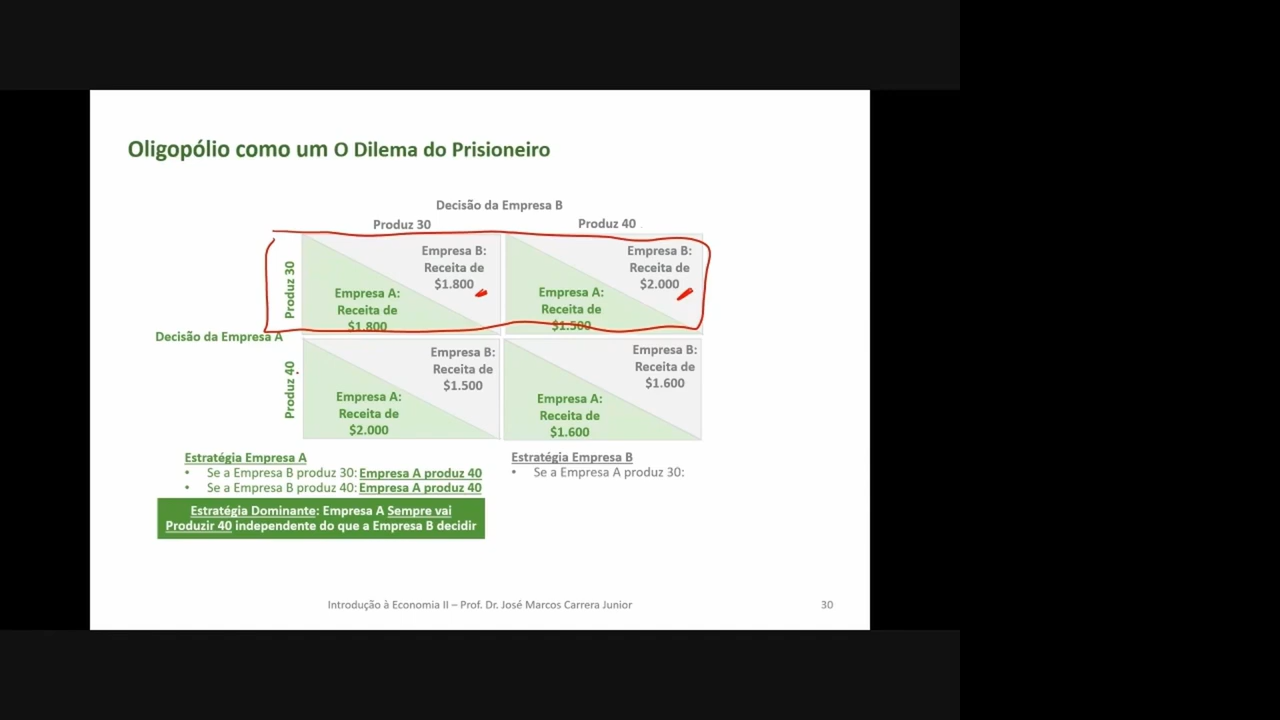 Oligopólio como um O Dilema do Prisioneiro
Decisão da Empresa B
Produz 30
Produz 40
Decisão da Empresa A
Produz 30
Empresa B:
Receita de
$1.800
Empresa A:
Receita de
$1.800
Empresa B:
Receita de
$2.000
Empresa A:
Receita de
$1.500
Produz 40
Empresa B:
Receita de
$1.500
Empresa A:
Receita de
$2.000
Empresa B:
Receita de
$1.600
Empresa A:
Receita de
$1.600
Estratégia Empresa A
• Se a Empresa B produz 30: Empresa A produz 40
• Se a Empresa B produz 40: Empresa A produz 40
Estratégia Dominante: Empresa A Sempre vai
Produzir 40 independente do que a Empresa B decidir
Estratégia Empresa B
• Se a Empresa A produz 30:
Introdução à Economia II – Prof. Dr. José Marcos Carrera Junior
30